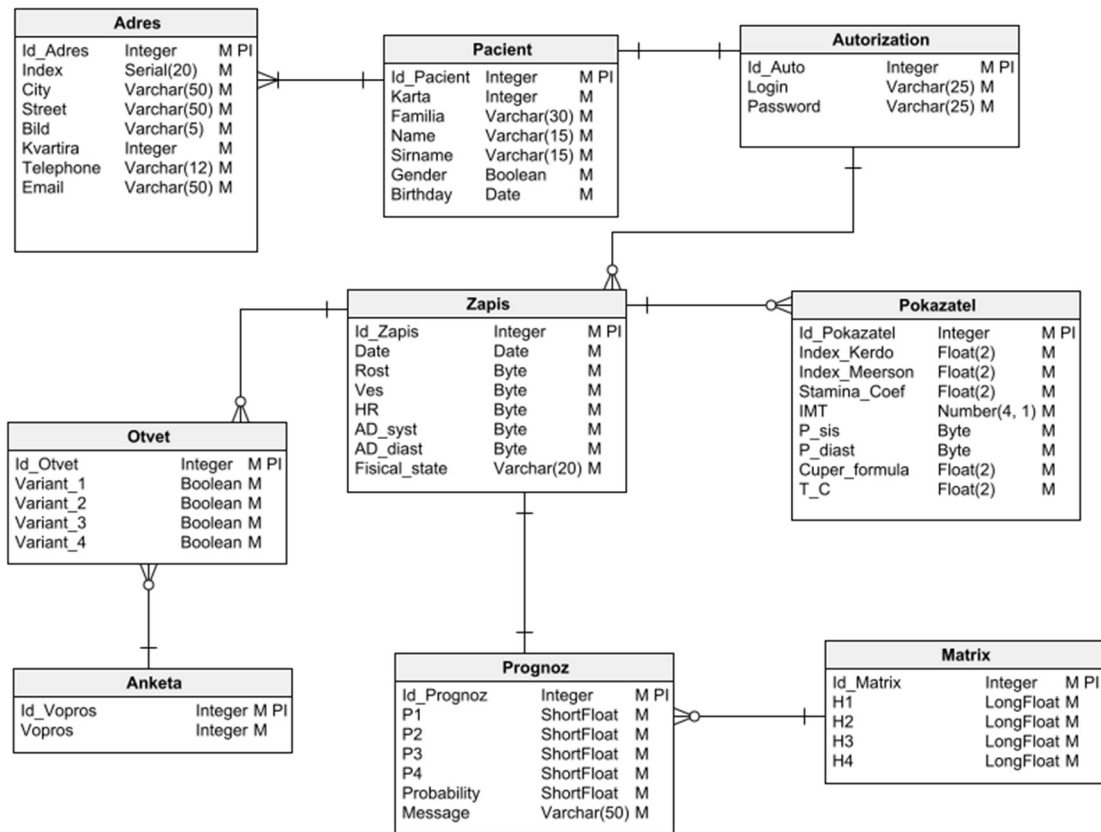 Adres
Id_Adres Integer M PI
Index Serial(20) M
City Varchar(50) M
Street Varchar(50) M
Bild Varchar(5) M
Kvartira Integer M
Telephone Varchar(12) M
Email Varchar(50) M
Pacient
Id_Pacient Integer M PI
Karta Integer M
Familia Varchar(30) M
Name Varchar(15) M
Sirname Varchar(15) M
Gender Boolean M
Birthday Date M
Autorization
Id_Auto Integer M PI
Login Varchar(25) M
Password Varchar(25) M
Zapis
Id_Zapis Integer M PI
Date Date M
Rost Byte M
Ves Byte M
HR Byte M
AD_syst Byte M
AD_diast Byte M
Fisical_state Varchar(20) M
Pokazatel
Id_Pokazatel Integer M PI
Index_Kerdo Float(2) M
Index_Meerson Float(2) M
Stamina_Coef Float(2) M
IMT Number(4, 1) M
P_sis Byte M
P_diast Byte M
Cuper_formula Float(2) M
T_C Float(2) M
Otvet
Id_Otvet Integer M PI
Variant_1 Boolean M
Variant_2 Boolean M
Variant_3 Boolean M
Variant_4 Boolean M
Anketa
Id_Vopros Integer M PI
Vopros Integer M
Prognoz
Id_Prognoz Integer M PI
P1 ShortFloat M
P2 ShortFloat M
P3 ShortFloat M
P4 ShortFloat M
Probability ShortFloat M
Message Varchar(50) M
Matrix
Id_Matrix Integer M PI
H1 LongFloat M
H2 LongFloat M
H3 LongFloat M
H4 LongFloat M